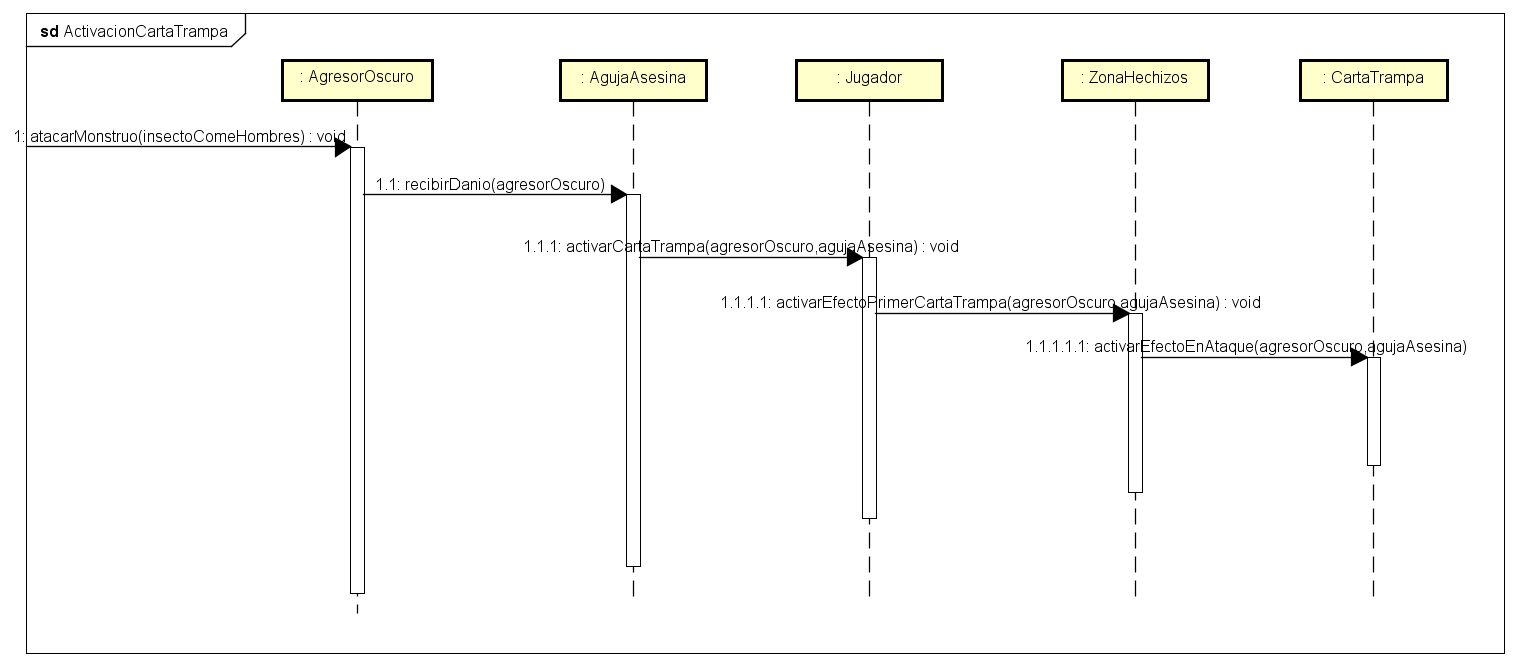 sd ActivacionCartaTrampa
: AgresorOscuro
: AgujaAsesina
: Jugador
: ZonaHechizos
: CartaTrampa
1: atacarMonstruo(insectoComeHombres) : void
1.1: recibirDanio(agresorOscuro)
1.1.1: activarCartaTrampa(agresorOscuro,agujaAsesina) : void
1.1.1.1: activarEfectoPrimerCartaTrampa(agresorOscuro,agujaAsesina) : void
1.1.1.1.1: activarEfectoEnAtaque(agresorOscuro,agujaAsesina)